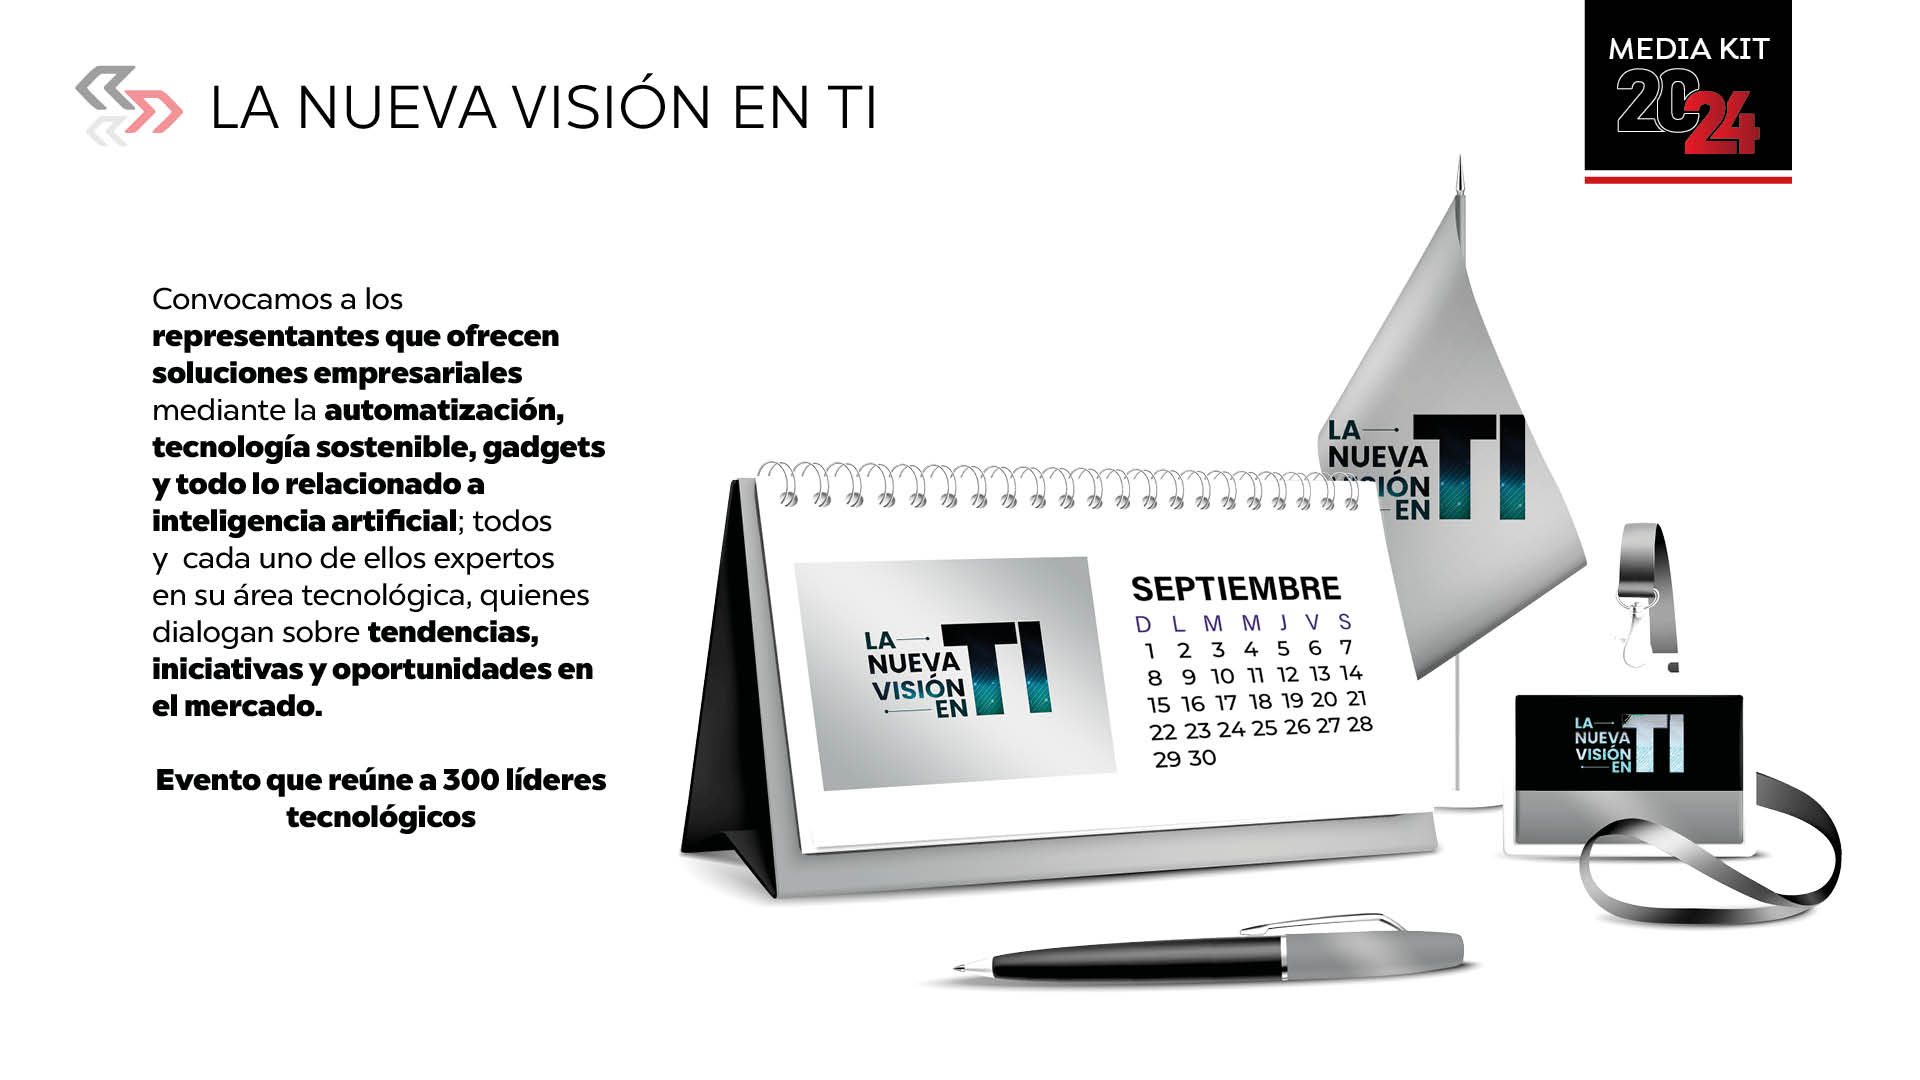 LA NUEVA VISIÓN EN TI
MEDIA KIT
2024
Convocamos a los
representantes que ofrecen
soluciones empresariales
mediante la automatización,
tecnología sostenible, gadgets
y todo lo relacionado a
inteligencia artificial; todos
y cada uno de ellos expertos
en su área tecnológica, quienes
dialogan sobre tendencias,
iniciativas y oportunidades en
el mercado.
Evento que reúne a 300 líderes
tecnológicos
LA
NUEVA
VISIÓN
EN
TI
SEPTIEMBRE
D L M M J V S
1 2 3 4 5 6 7
8 9 10 11 12 13 14
15 16 17 18 19 20 21
22 23 24 25 26 27 28
29 30
LA
NUEVA
IÓN
EN
TI
LA
NUEVA
VISIÓN
EN
TI